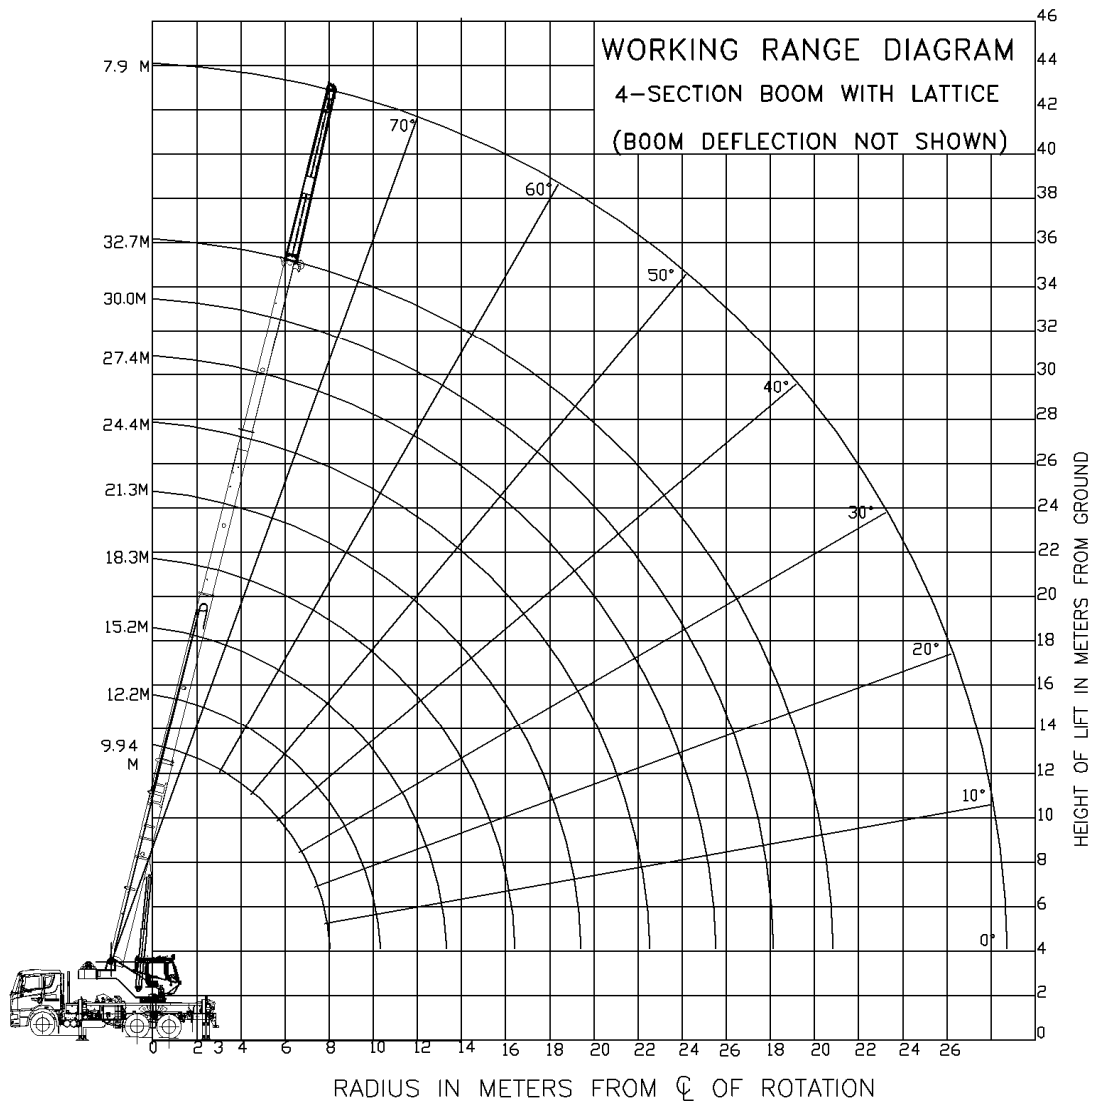 WORKING RANGE DIAGRAM
4-SECTION BOOM WITH LATTICE
(BOOM DEFLECTION NOT SHOWN)
7.9 M
32.7M
30.0M
27.4M
24.4M
21.3M
18.3M
15.2M
12.2M
9.94
M
70°
60°
50°
40°
30°
20°
10°
0°
46
44
42
40
38
36
34
32
30
28
26
24
22
20
18
16
14
12
10
8
6
4
2
0
HEIGHT OF LIFT IN METERS FROM GROUND
0 2 3 4 6 8 10 12 14 16 18 20 22 24 26 18 20 22 24 26
RADIUS IN METERS FROM ℄ OF ROTATION